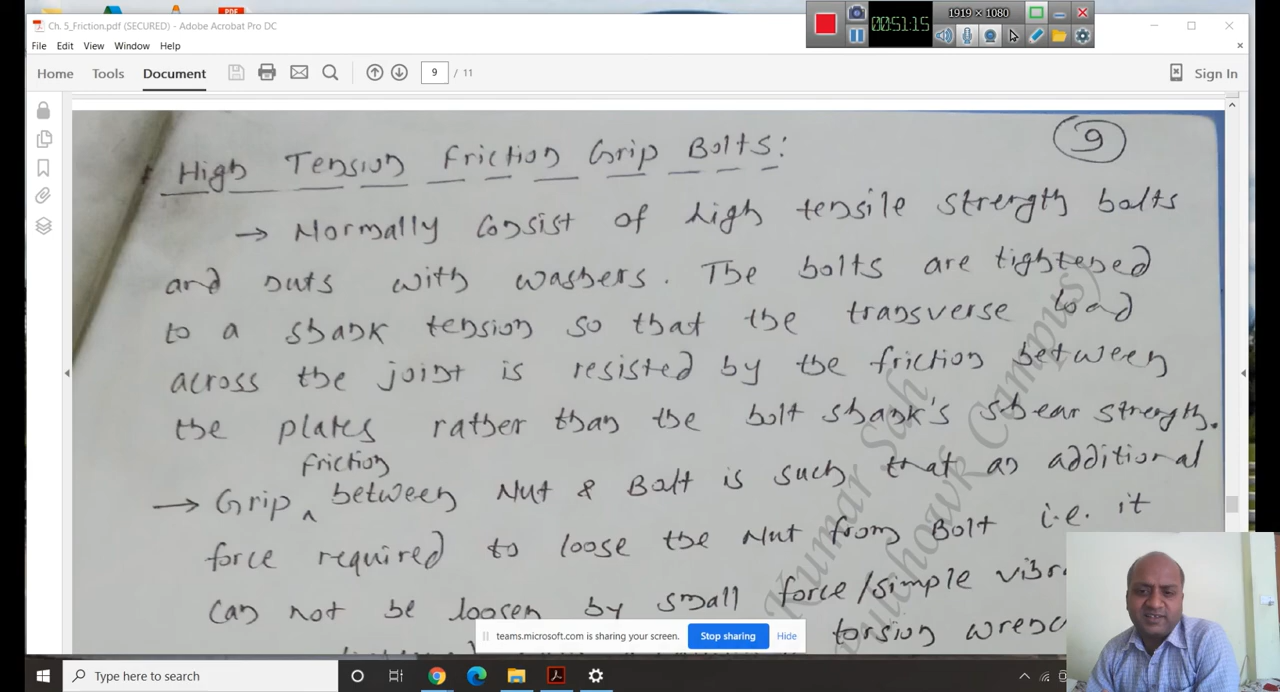 Ch. 5_Friction.pdf (SECURED) - Adobe Acrobat Pro DC
1919 × 1080
00:51:15
File Edit View Window Help
Home Tools Document
9 / 11
Sign In
9
High Tension Friction Grip Bolts:
→ Normally consist of high tensile strength bolts
and nuts with washers. The bolts are tightened
to a shank tension so that the transverse load
across the joint is resisted by the friction between
the plates rather than the bolt shank's shear strength.
friction
→ Grip ^ between Nut & Bolt is such that an additional
force required to loose the Nut from Bolt i.e. it
can not be loosen by small force/simple
torsion
Kumar Sah
Campus)
teams.microsoft.com is sharing your screen. Stop sharing Hide
Type here to search